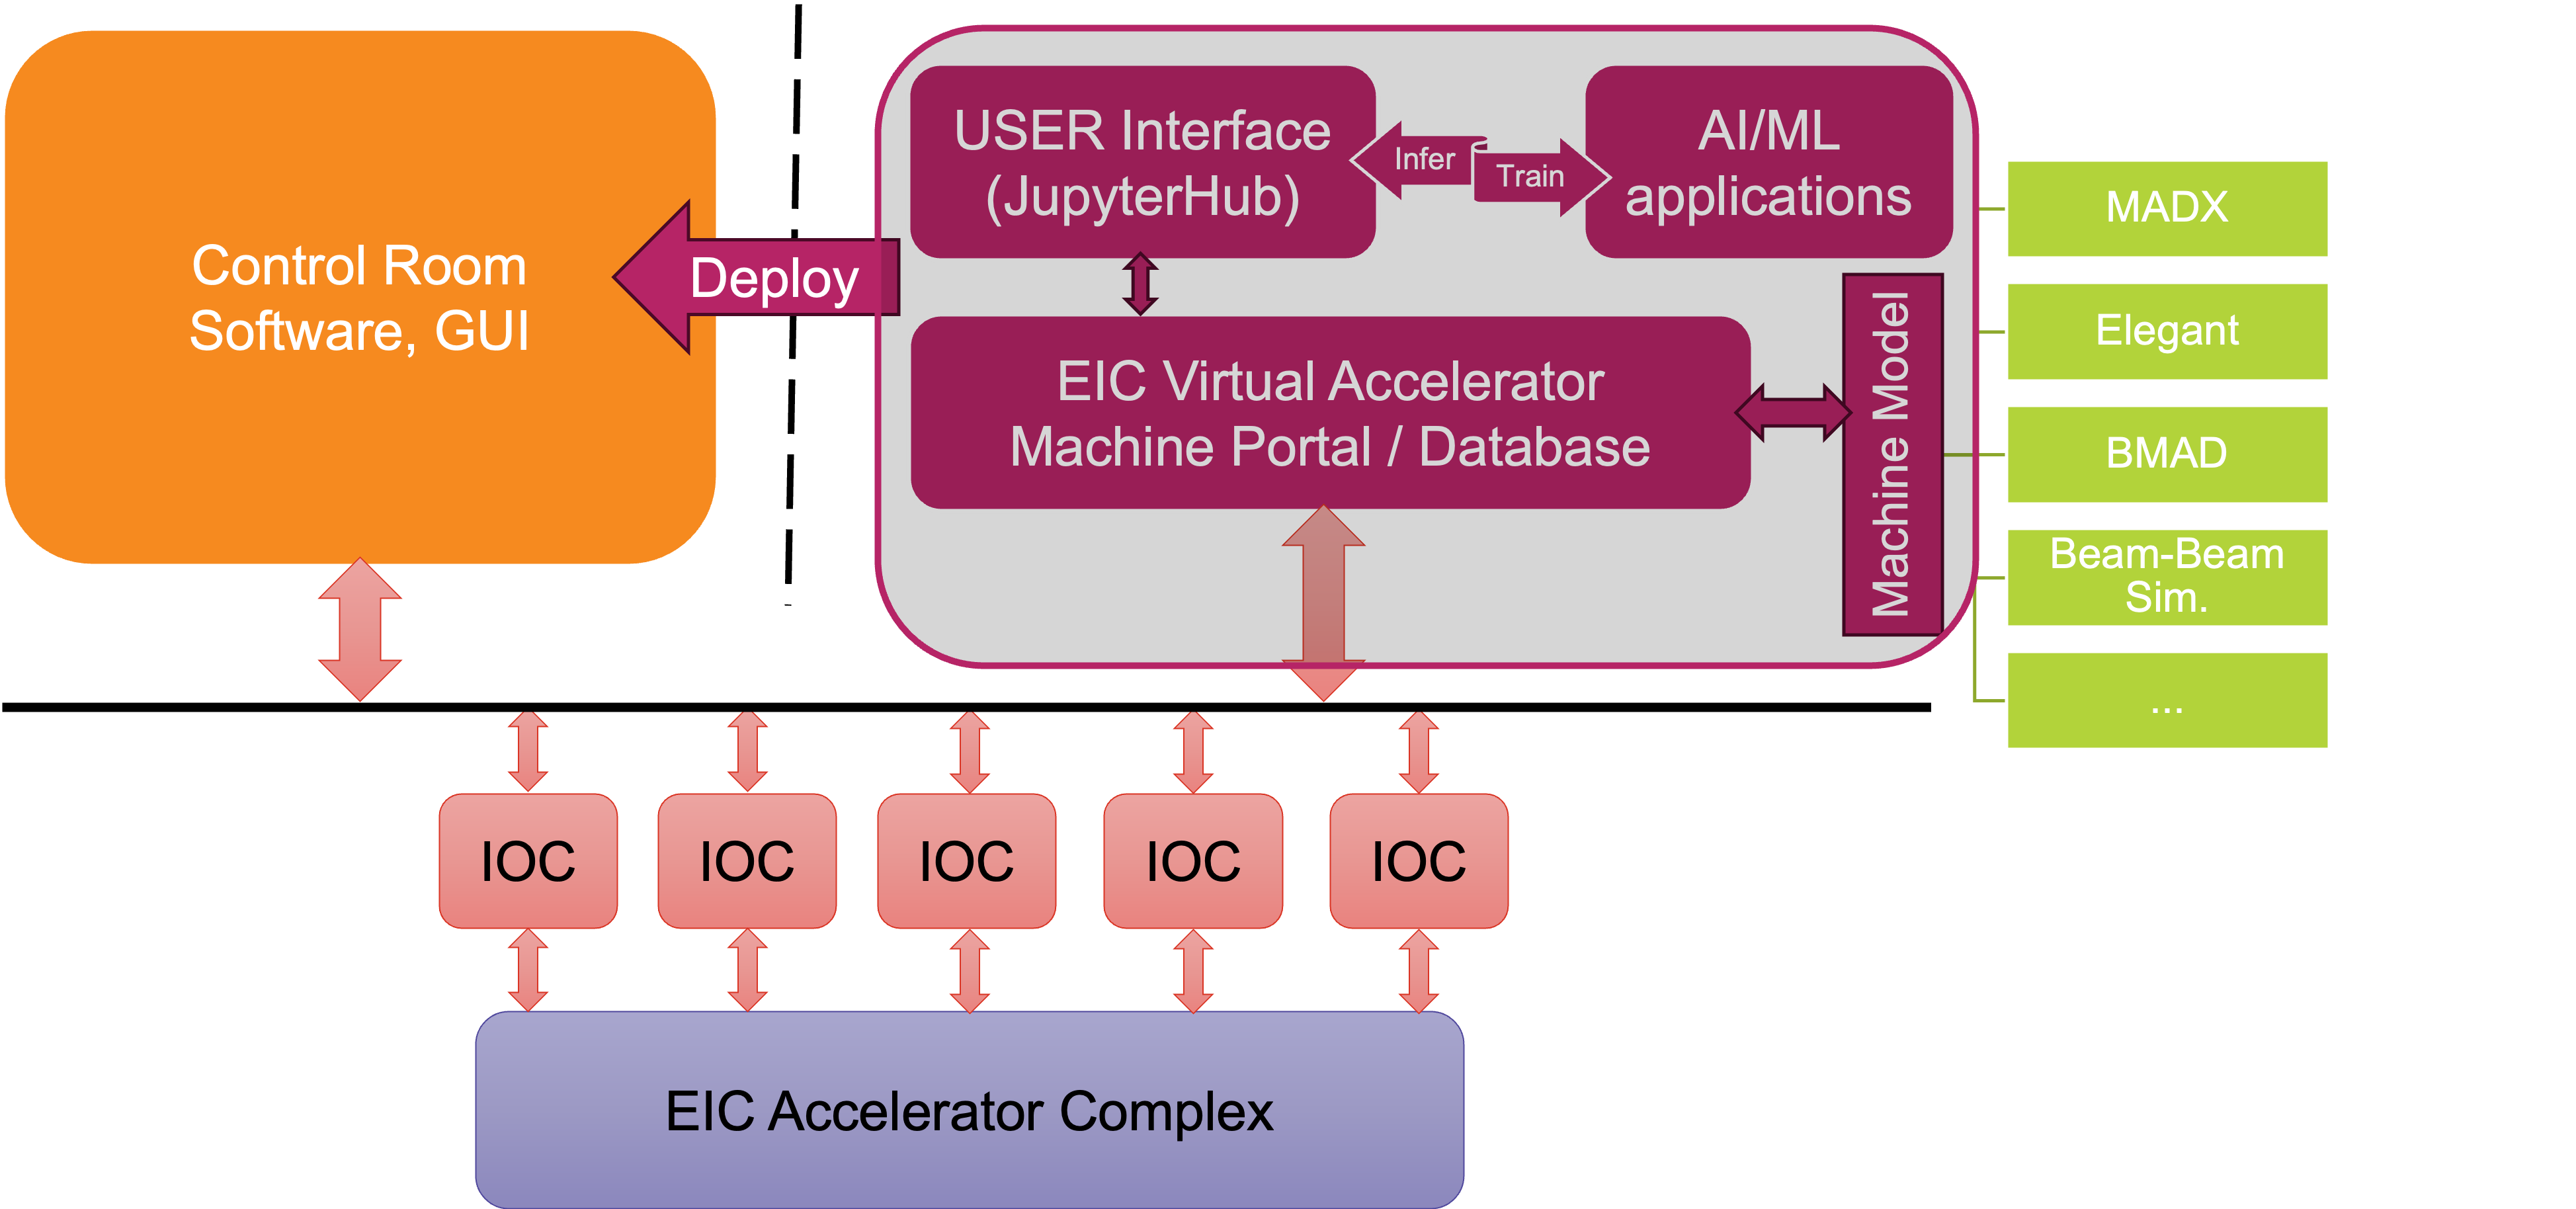 Control Room
Software, GUI
Deploy
USER Interface
(JupyterHub)
Infer
Train
AI/ML
applications
EIC Virtual Accelerator
Machine Portal / Database
Machine Model
MADX
Elegant
BMAD
Beam-Beam
Sim.
...
IOC
IOC
IOC
IOC
IOC
EIC Accelerator Complex